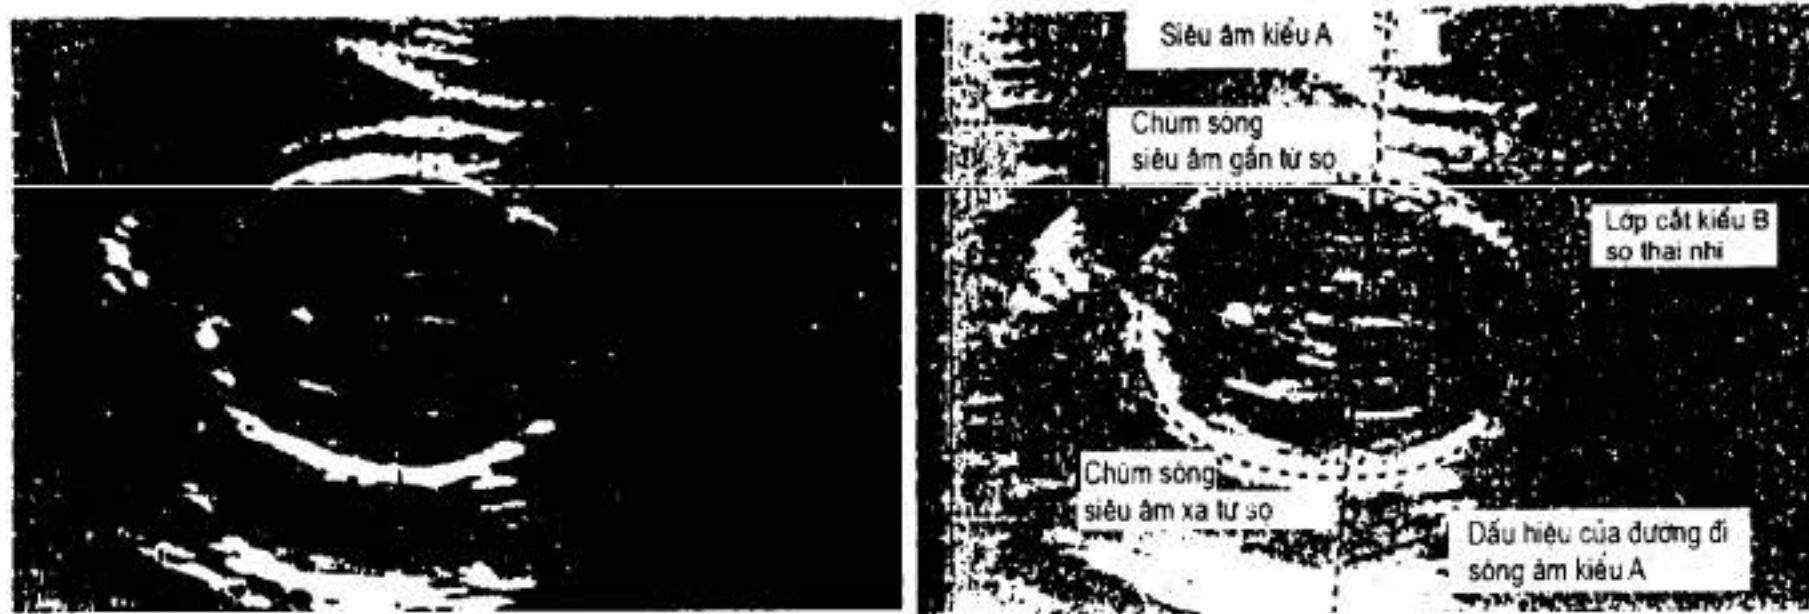 Siêu âm kiểu A
Chùm sóng
siêu âm gần từ sọ
Lớp cắt kiểu B
sọ thai nhi
Chùm sóng
siêu âm xa từ sọ
Dấu hiệu của đường đi
sóng âm kiểu A